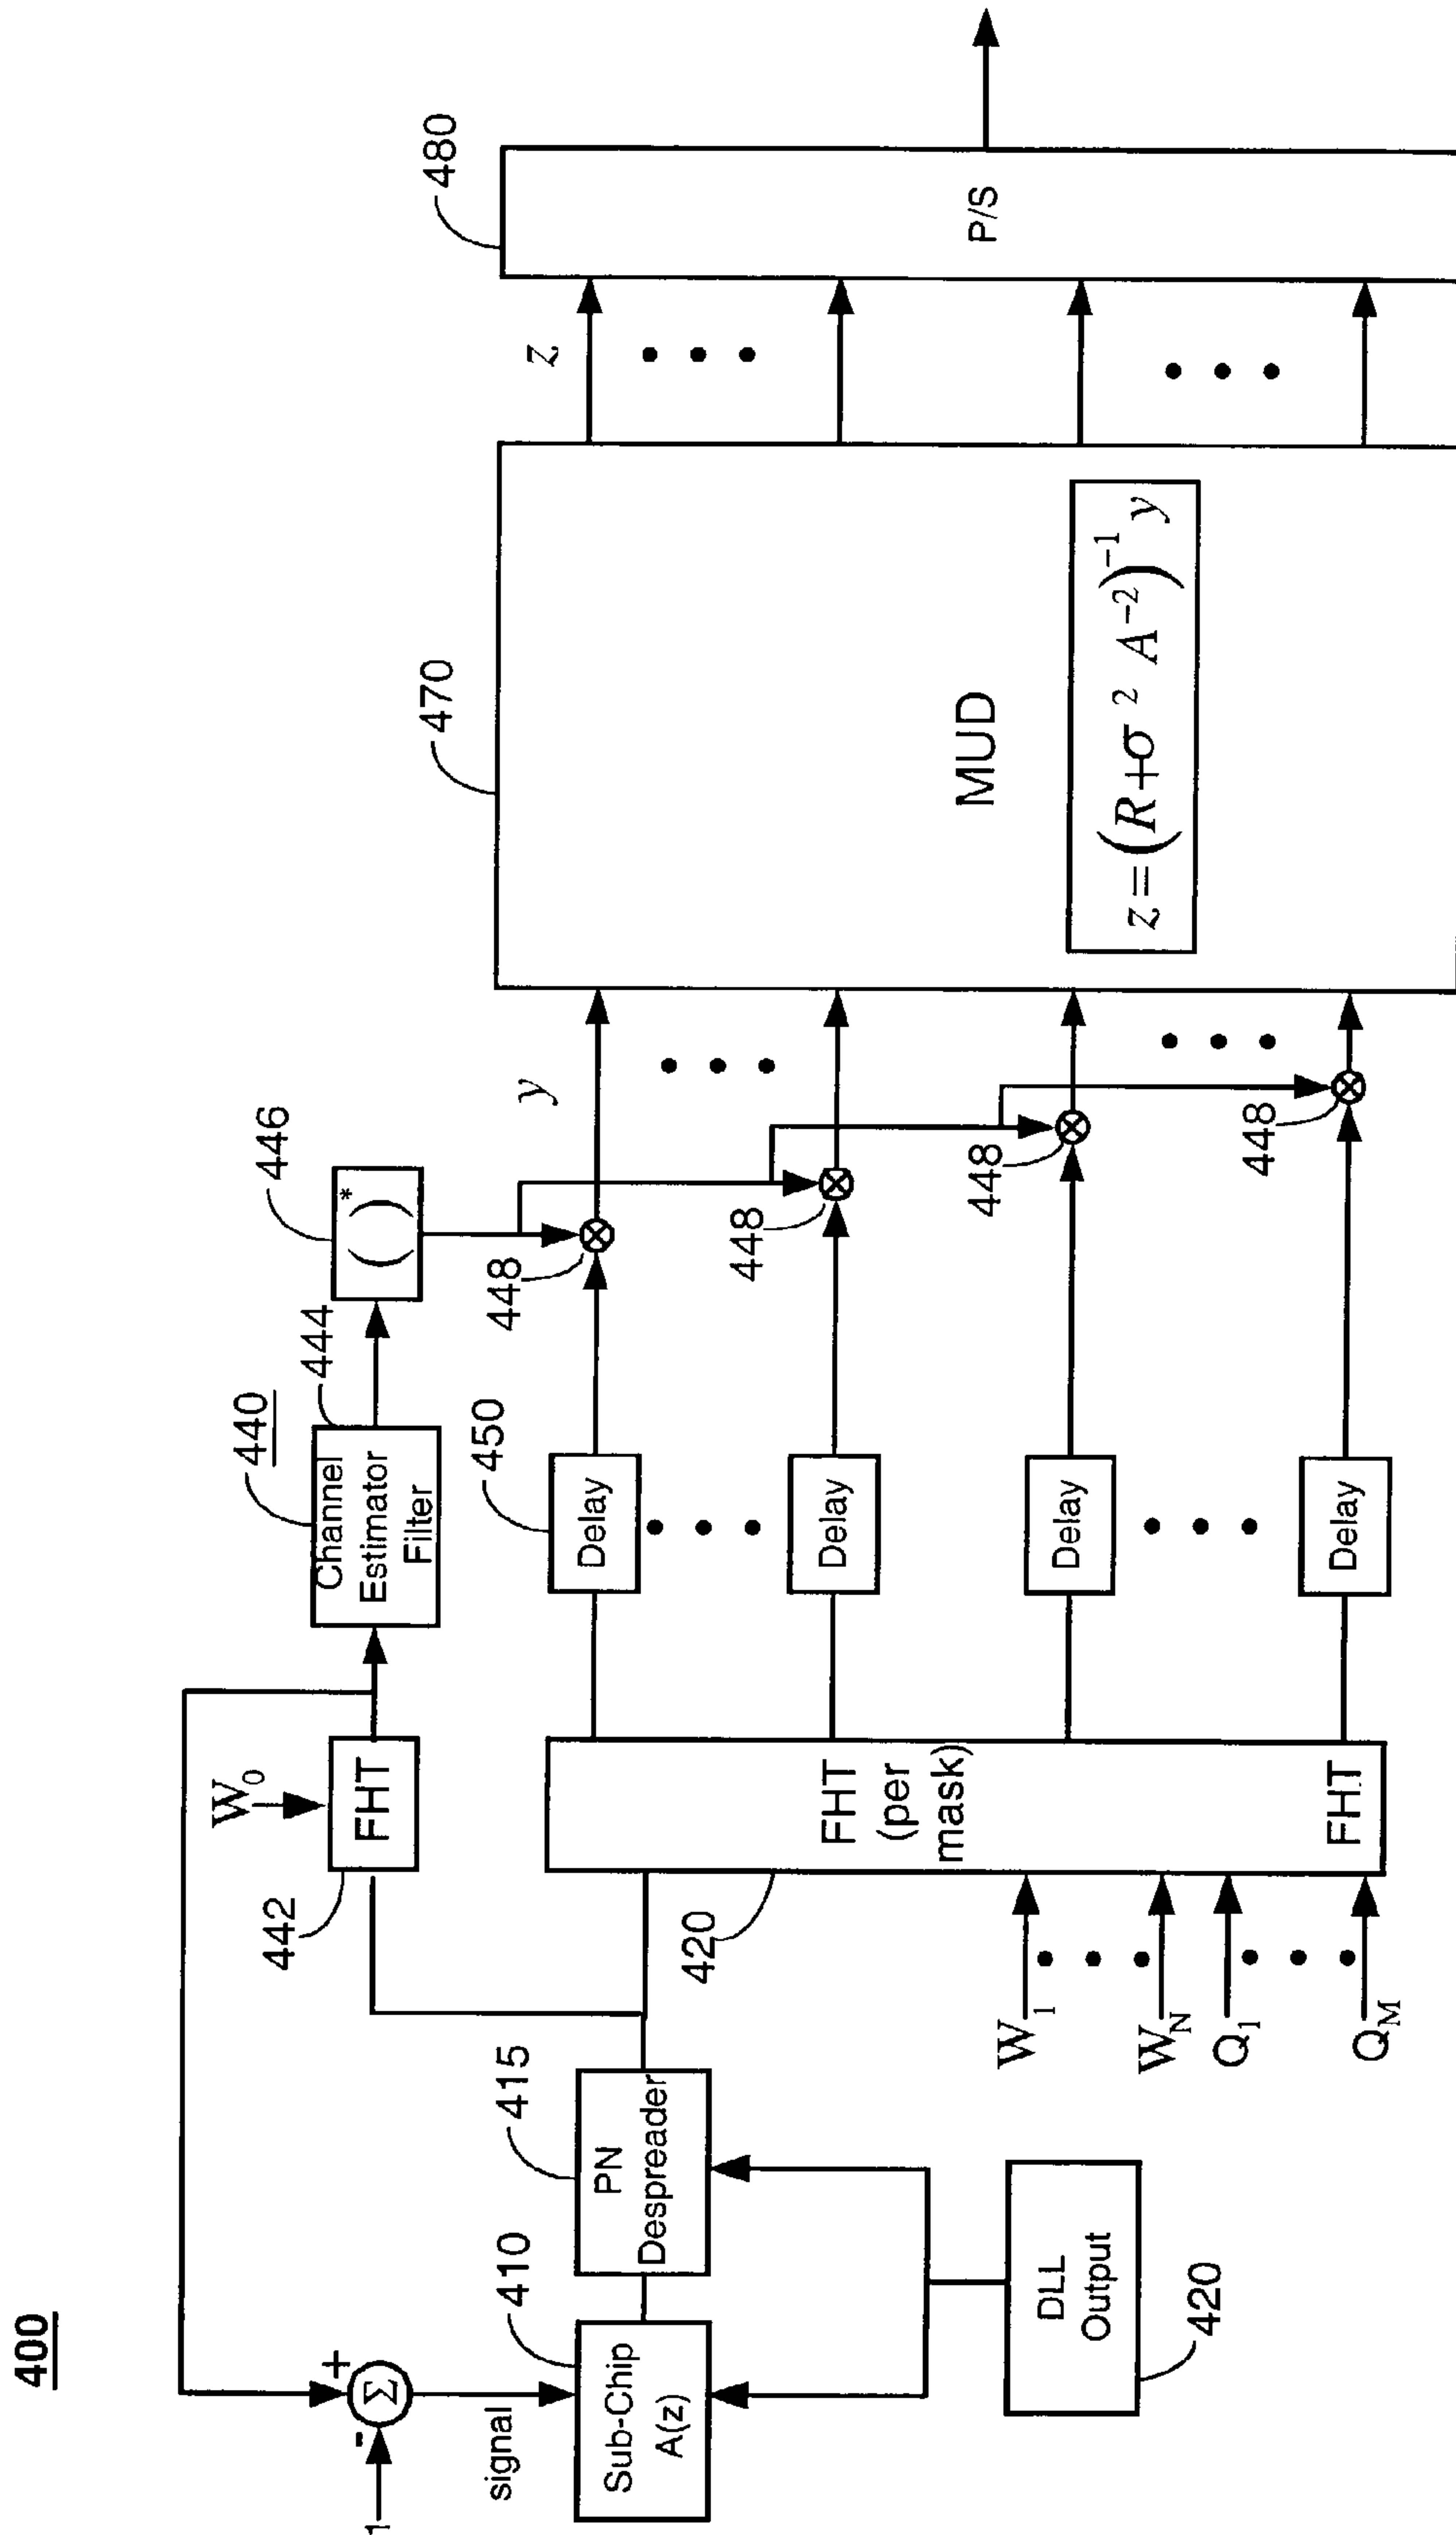 400
1
-
+
Σ
signal
Sub-Chip
A(z)
410
PN
Despreader
415
DLL
Output
420
W0
FHT
442
440
Channel
Estimator
Filter
444
( )*
446
W1
WN
Q1
QM
420
FHT
(per
mask)
FHT
450
Delay
Delay
Delay
Delay
448
448
448
448
y
470
MUD
z=(R+σ² A⁻²)⁻¹ y
z
480
P/S